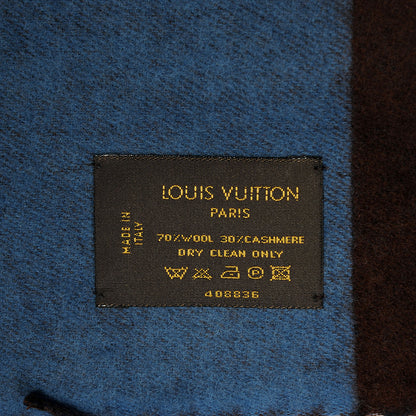 LOUIS VUITTON
PARIS
MADE IN
ITALY
70%WOOL 30%CASHMERE
DRY CLEAN ONLY
408836